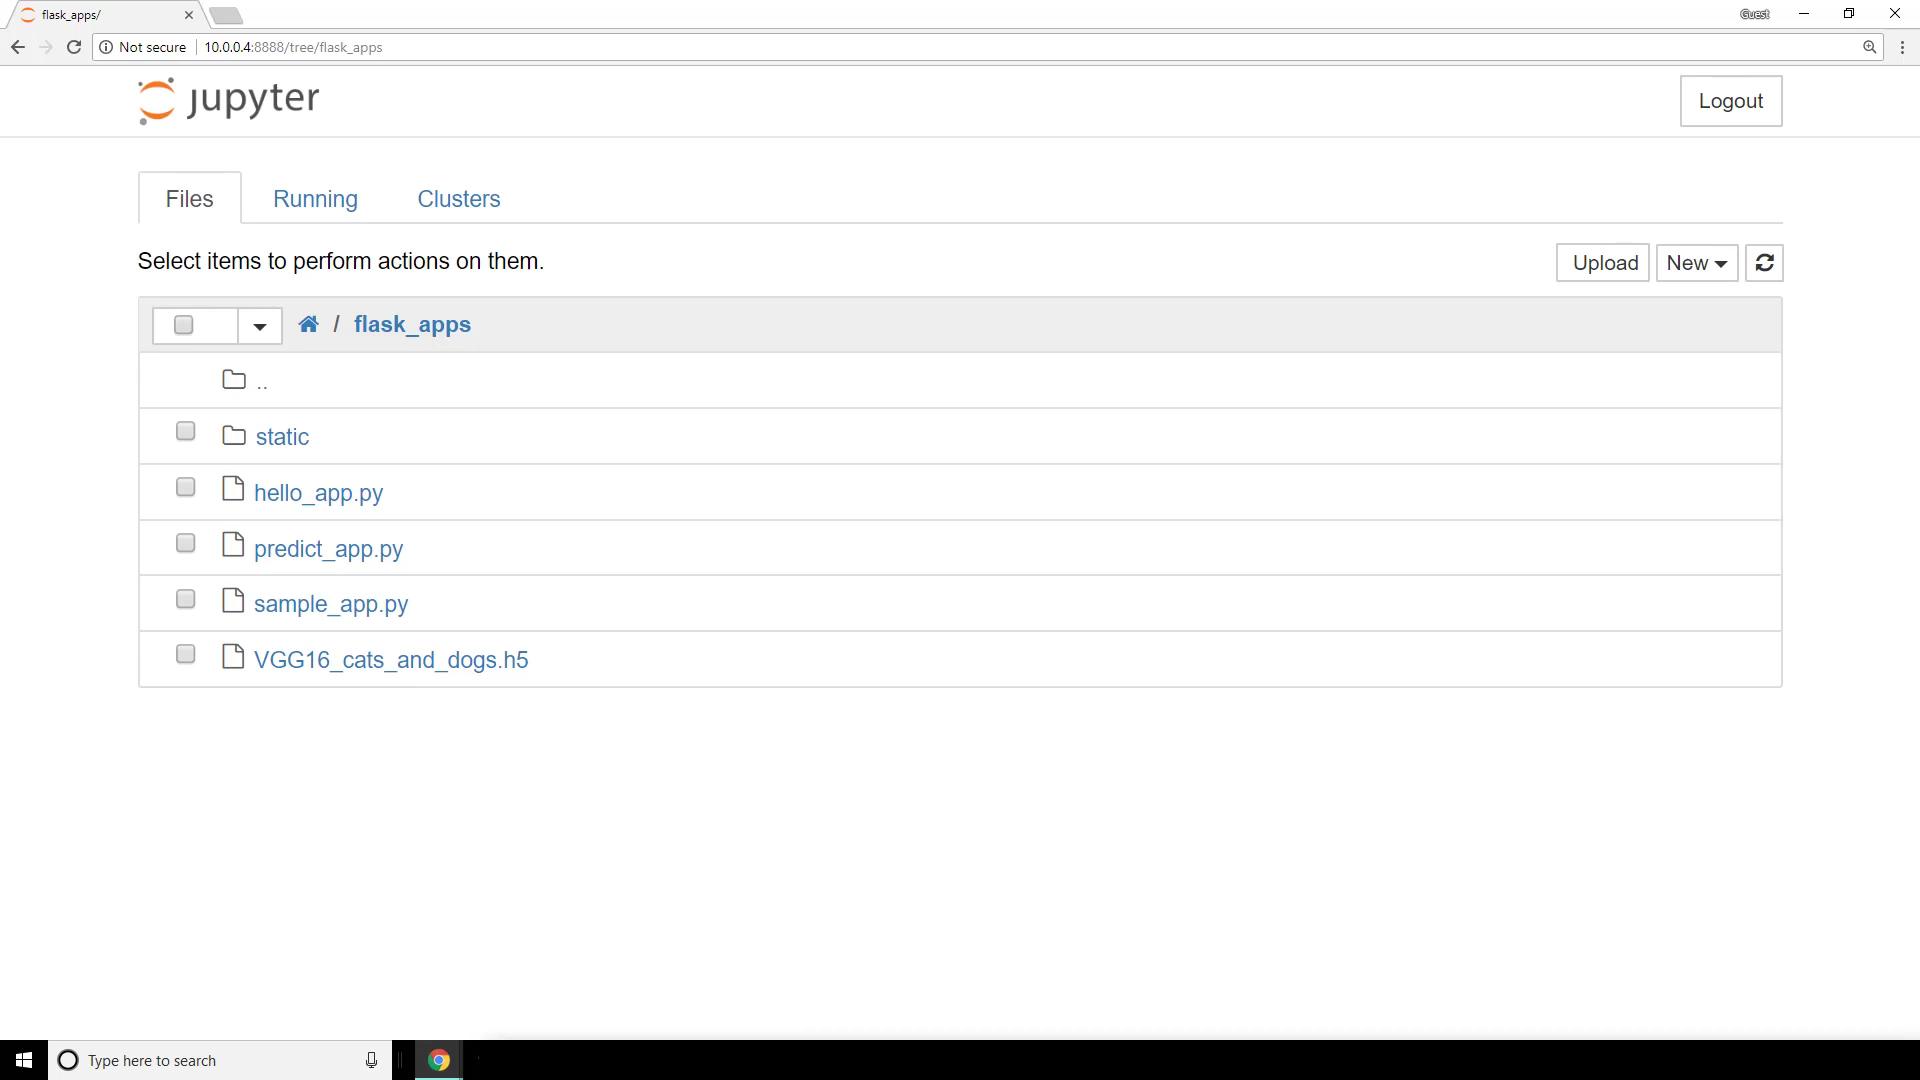 flask_apps/
Guest
Not secure 10.0.0.4:8888/tree/flask_apps
jupyter
Logout
Files Running Clusters
Select items to perform actions on them.
Upload New
/ flask_apps
..
static
hello_app.py
predict_app.py
sample_app.py
VGG16_cats_and_dogs.h5
Type here to search